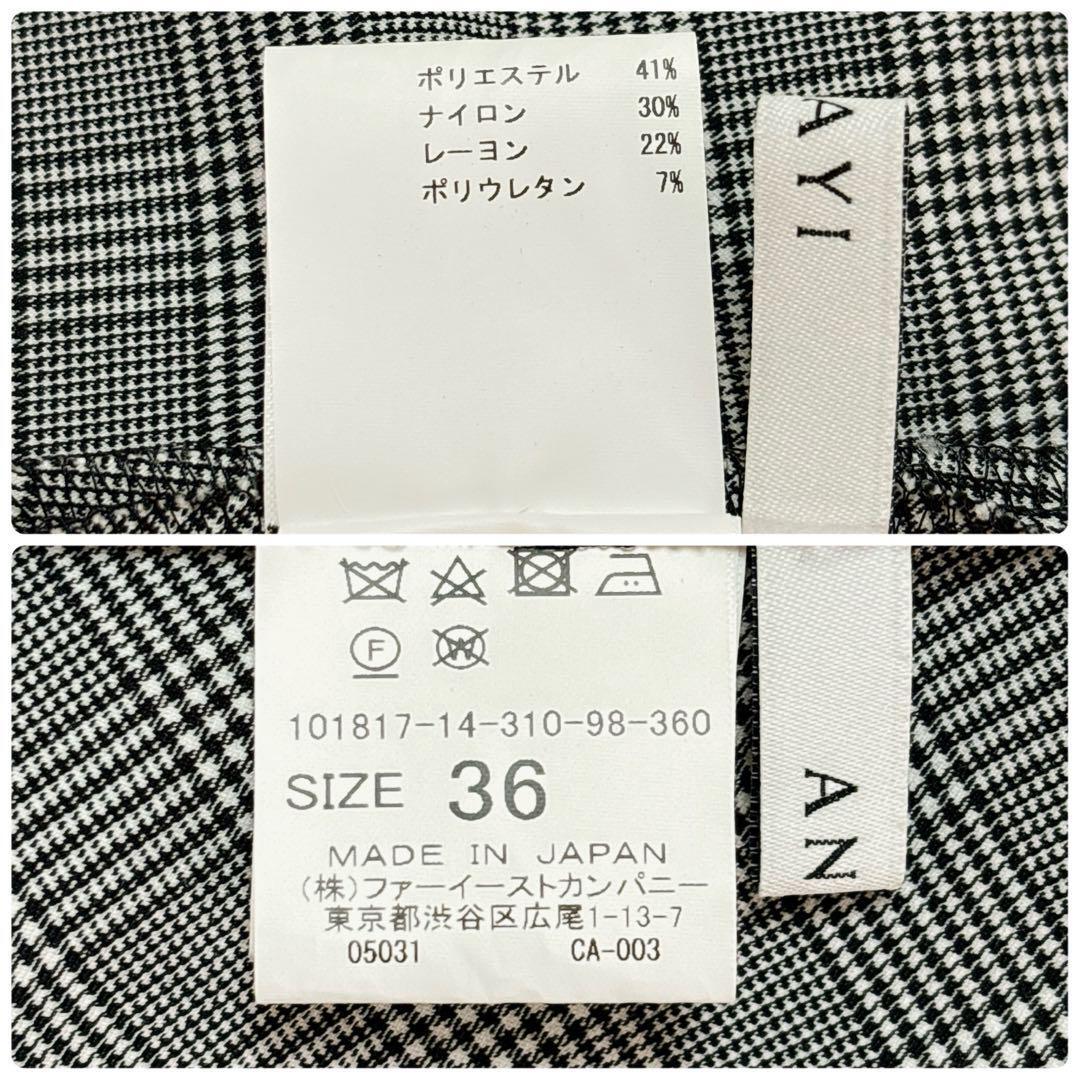 ポリエステル 41%
ナイロン 30%
レーヨン 22%
ポリウレタン 7%
AYI
F
W
101817-14-310-98-360
SIZE 36
MADE IN JAPAN
(株)ファーイーストカンパニー
東京都渋谷区広尾1-13-7
05031 CA-003
AN